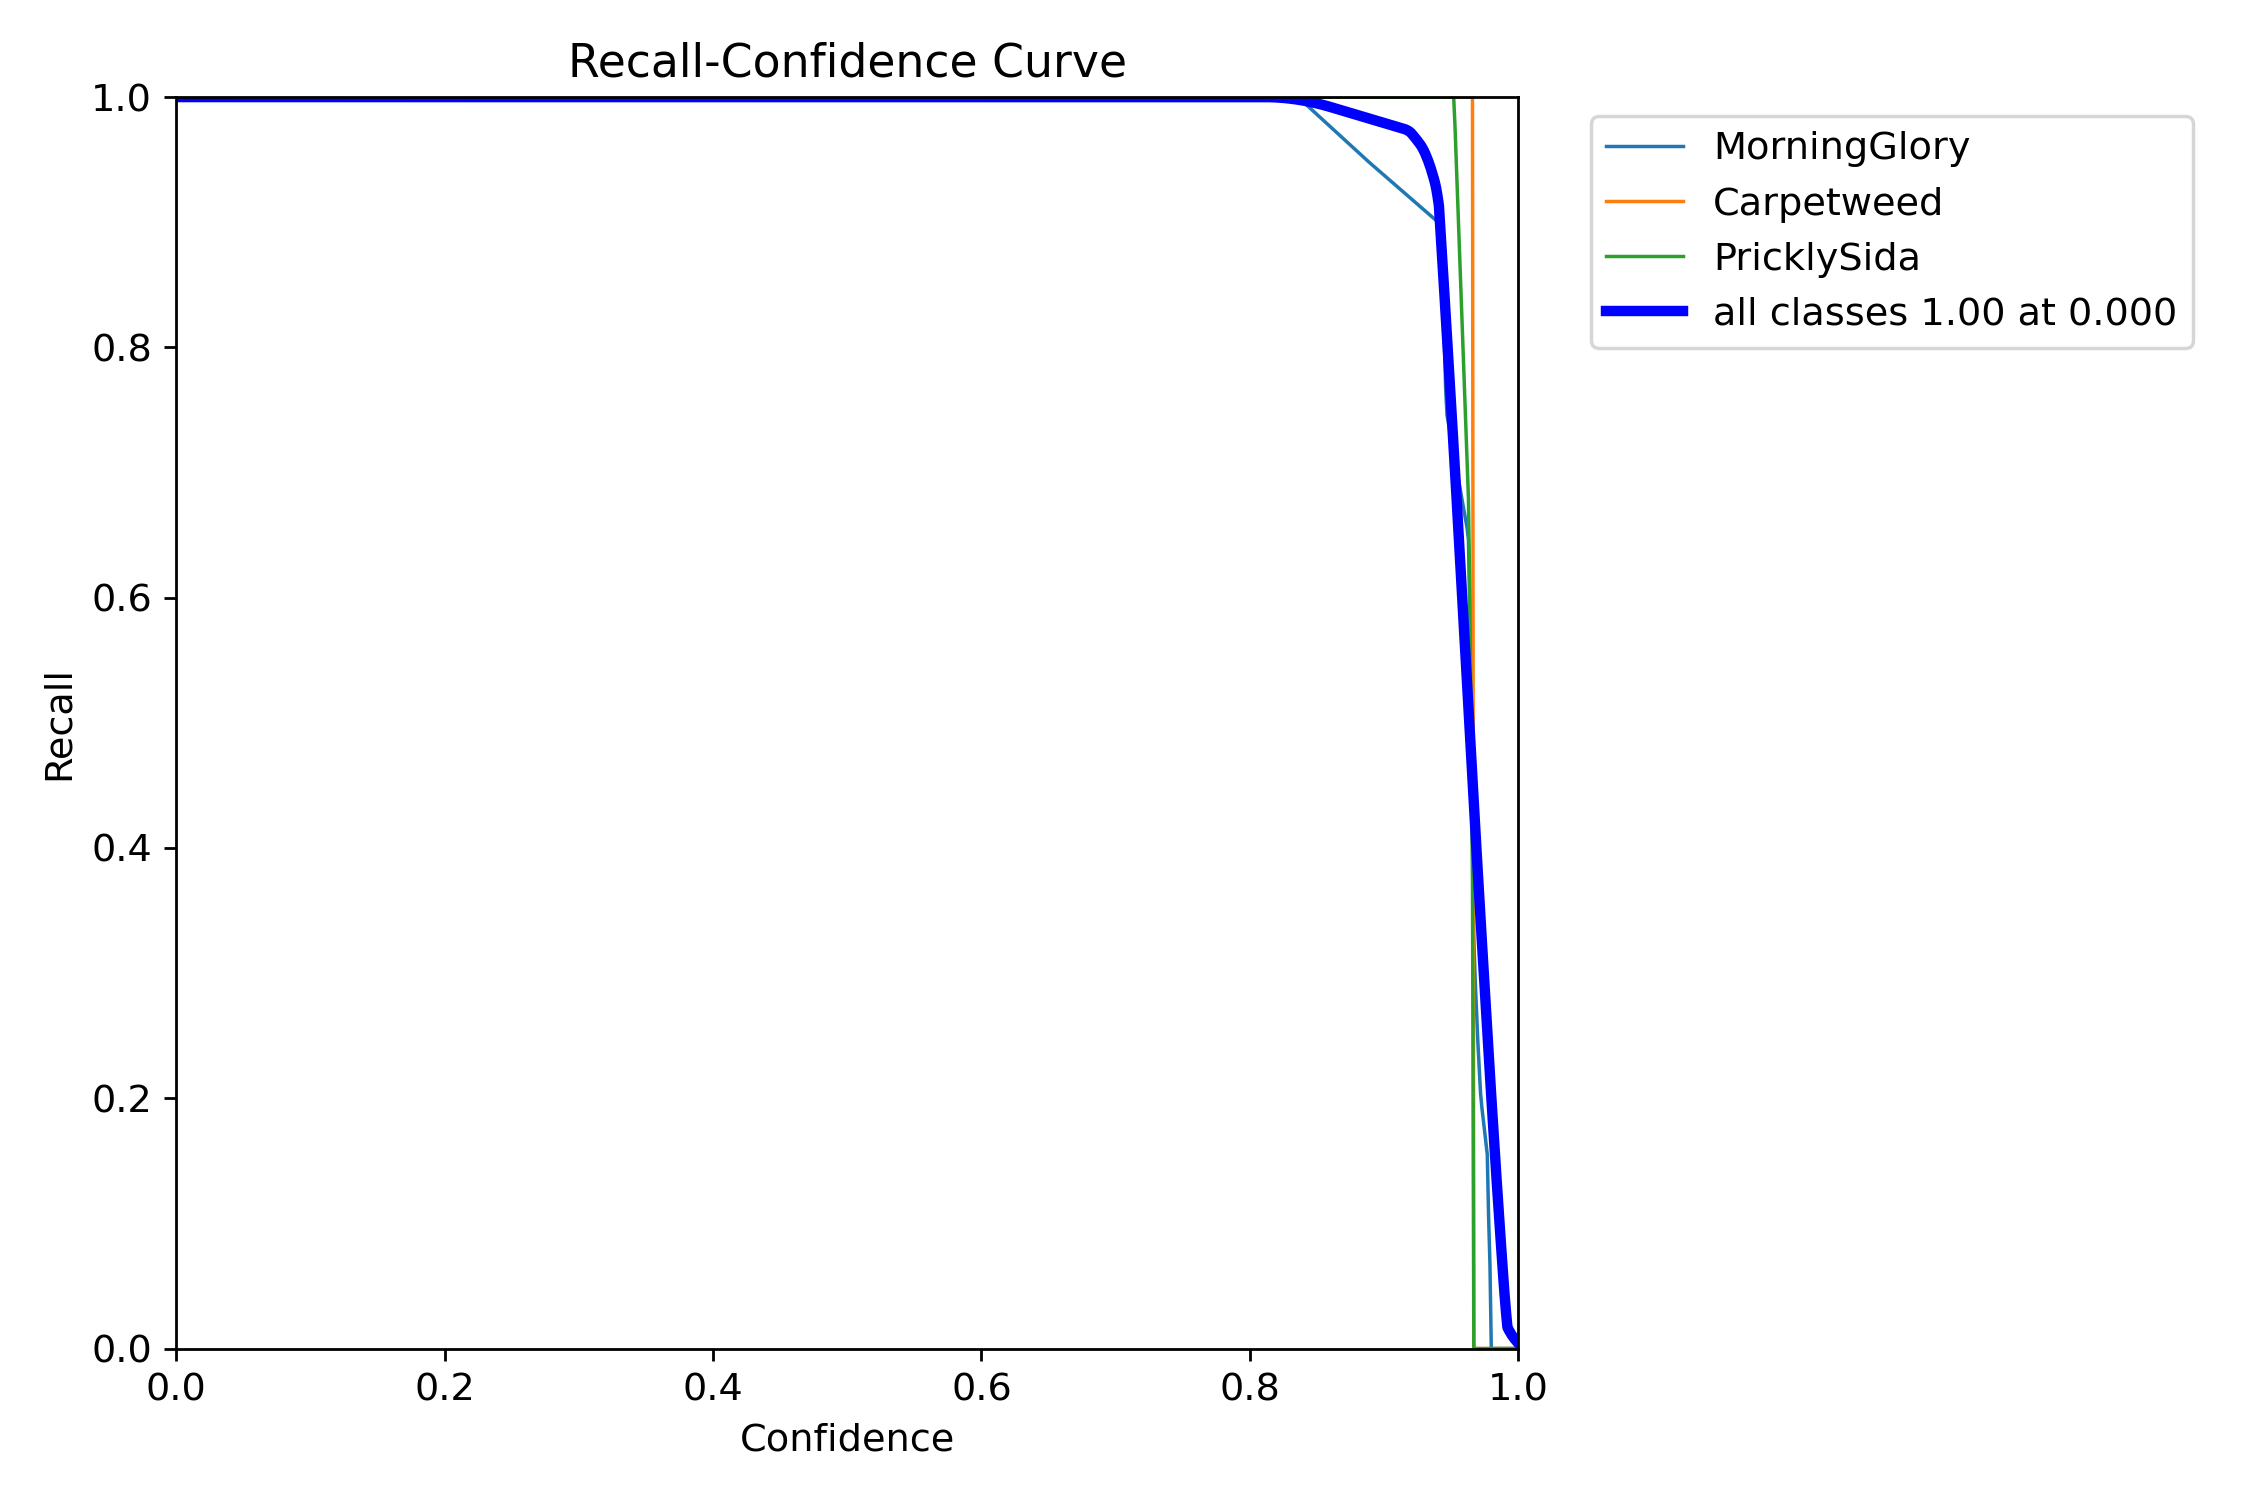 Recall-Confidence Curve
1.0
0.8
0.6
0.4
0.2
0.0
Recall
0.0 0.2 0.4 0.6 0.8 1.0
Confidence
MorningGlory
Carpetweed
PricklySida
all classes 1.00 at 0.000